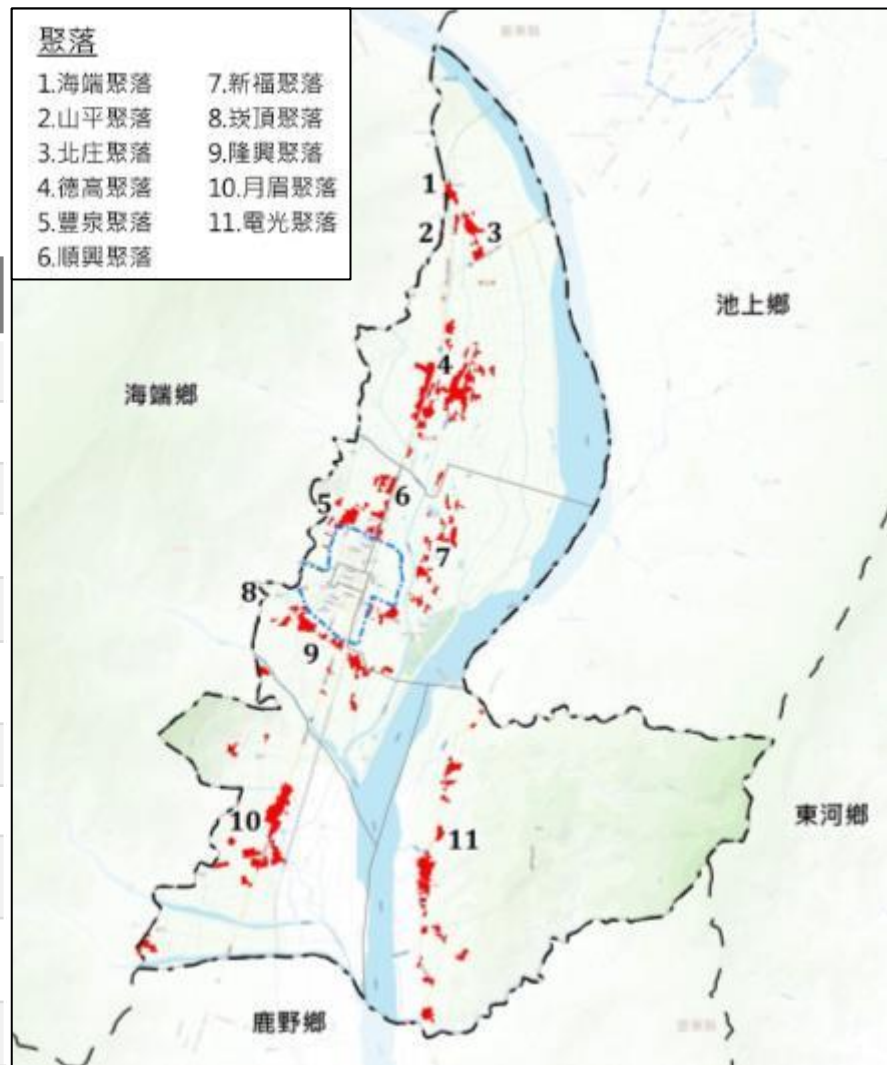 聚落
1.海端聚落 7.新福聚落
2.山平聚落 8.崁頂聚落
3.北庄聚落 9.隆興聚落
4.德高聚落 10.月眉聚落
5.豐泉聚落 11.電光聚落
6.順興聚落
1
2
3
池上鄉
4
海端鄉
6
5
7
8
9
10
東河鄉
11
鹿野鄉